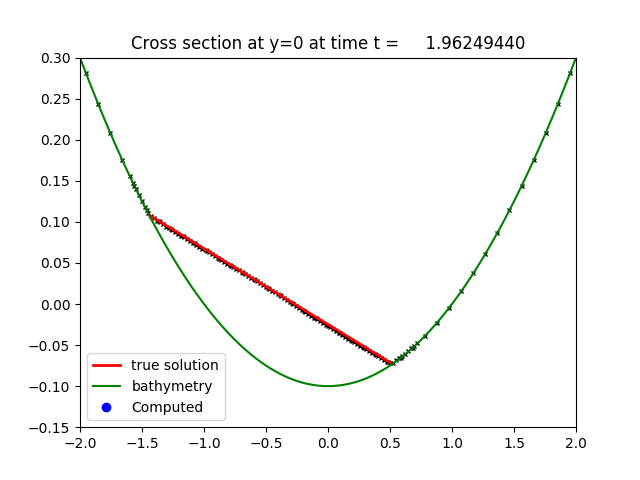 Cross section at y=0 at time t =     1.96249440
0.30
0.25
0.20
0.15
0.10
0.05
0.00
−0.05
−0.10
−0.15
true solution
bathymetry
Computed
−2.0 −1.5 −1.0 −0.5 0.0 0.5 1.0 1.5 2.0